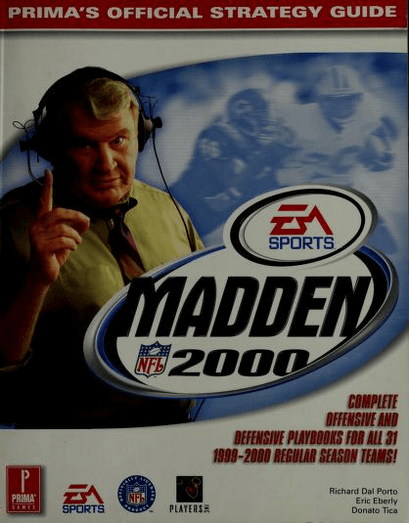 PRIMA'S OFFICIAL STRATEGY GUIDE
EA
SPORTS
MADDEN
NFL
2000
COMPLETE
OFFENSIVE AND
DEFENSIVE PLAYBOOKS FOR ALL 31
1999-2000 REGULAR SEASON TEAMS!
Richard Dal Porto
Eric Eberly
Donato Tica
P
PRIMA
GAMES
EA
SPORTS
NFL
PLAYERS INC